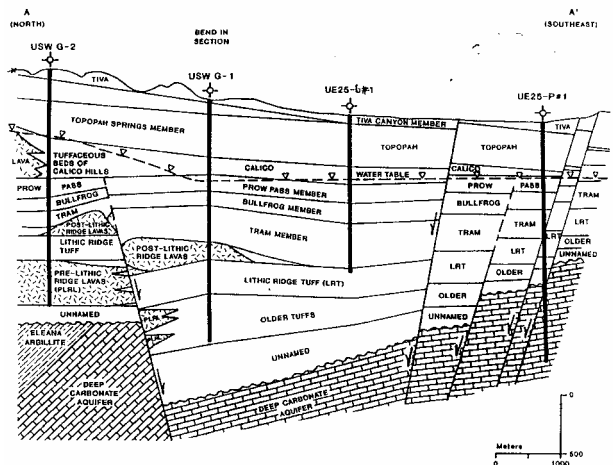 A
(NORTH)
A'
(SOUTHEAST)
BEND IN
SECTION
USW G-2
USW G-1
UE25-P#1
TIVA
TIVA CANYON MEMBER
TIVA
TOPOPAH SPRINGS MEMBER
TOPOPAH
TOPOPAH
LAVA
TUFFACEOUS
BEDS OF
CALICO HILLS
CALICO
WATER TABLE
CALICO
PROW
PASS
PROW PASS MEMBER
PROW
PASS
BULLFROG
BULLFROG MEMBER
BULLFROG
TRAM
TRAM MEMBER
TRAM
TRAM
POST-LITHIC
RIDGE LAVAS
LITHIC RIDGE
TUFF
POST-LITHIC
RIDGE LAVAS
LRT
LRT
LRT
LRT
PRE-LITHIC
RIDGE LAVAS
(PLRL)
LITHIC RIDGE TUFF (LRT)
OLDER
OLDER
OLDER
UNNAMED
UNNAMED
PLRL
OLDER TUFFS
UNNAMED
UNNAMED
ELEANA
ARGILLITE
DEEP
CARBONATE
AQUIFER
DEEP CARBONATE
AQUIFER
0
Meters
500
0
1000